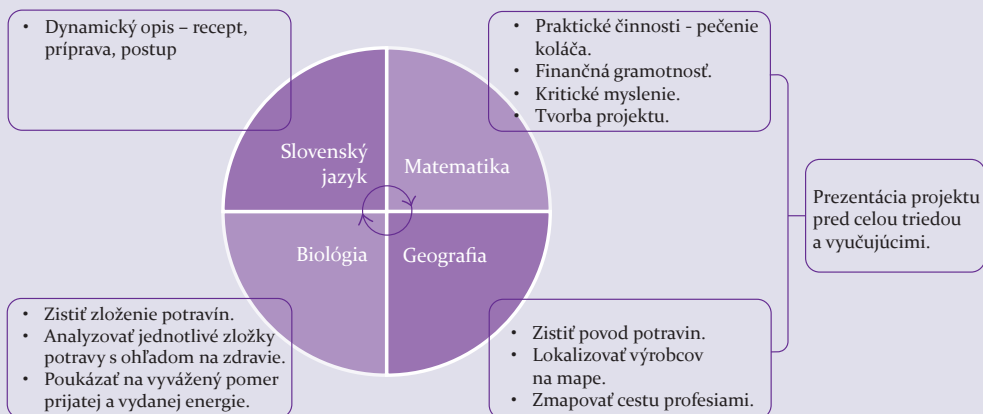 • Dynamický opis – recept,
príprava, postup
• Praktické činnosti - pečenie
koláča.
• Finančná gramotnosť.
• Kritické myslenie.
• Tvorba projektu.
Slovenský
jazyk
Matematika
Biológia
Geografia
Prezentácia projektu
pred celou triedou
a vyučujúcimi.
• Zistiť zloženie potravín.
• Analyzovať jednotlivé zložky
potravy s ohľadom na zdravie.
• Poukázať na vyvážený pomer
prijatej a vydanej energie.
• Zistiť povod potravin.
• Lokalizovať výrobcov
na mape.
• Zmapovať cestu profesiami.